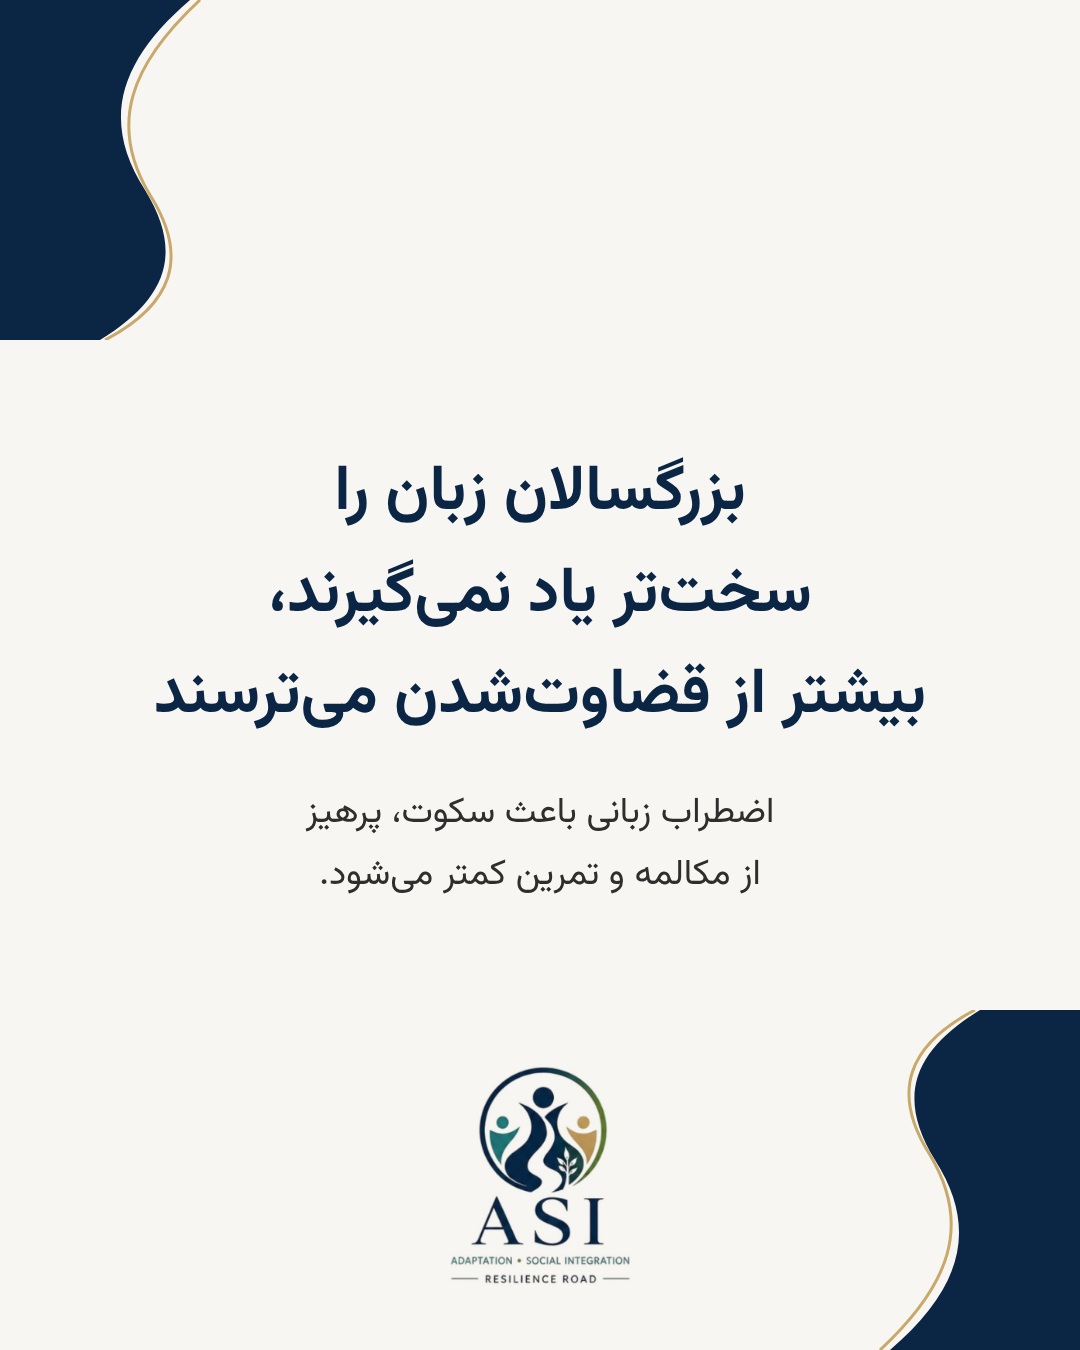 بزرگسالان زبان را
سخت‌تر یاد نمی‌گیرند،
بیشتر از قضاوت‌شدن می‌ترسند
اضطراب زبانی باعث سکوت، پرهیز
از مکالمه و تمرین کمتر می‌شود.
ASI
ADAPTATION • SOCIAL INTEGRATION
RESILIENCE ROAD